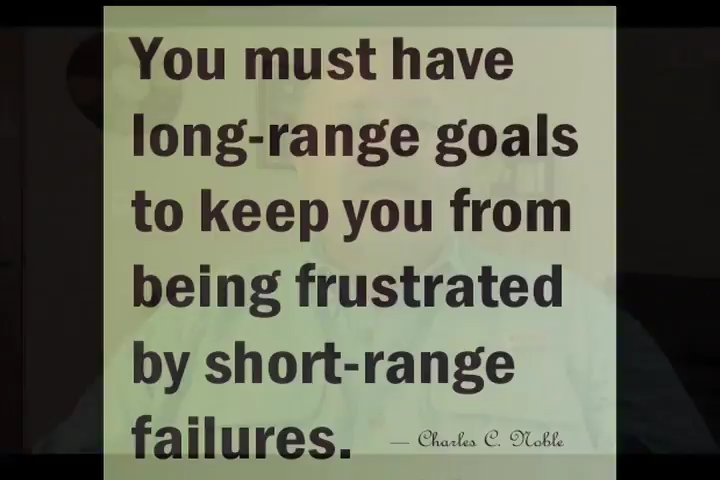 You must have
long-range goals
to keep you from
being frustrated
by short-range
failures. — Charles C. Noble